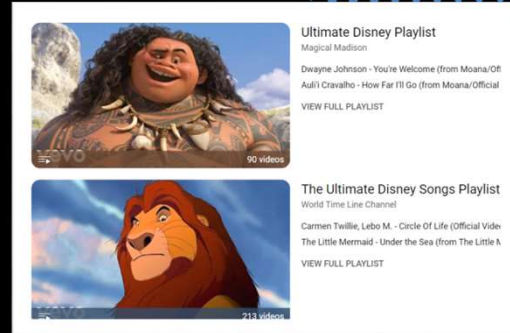 Ultimate Disney Playlist
Magical Madison
Dwayne Johnson - You're Welcome (from Moana/Off
Auli'i Cravalho - How Far I'll Go (from Moana/Official
VIEW FULL PLAYLIST
vevo
90 videos
The Ultimate Disney Songs Playlist
World Time Line Channel
Carmen Twillie, Lebo M. - Circle Of Life (Official Video
The Little Mermaid - Under the Sea (from The Little M
VIEW FULL PLAYLIST
vevo
213 videos